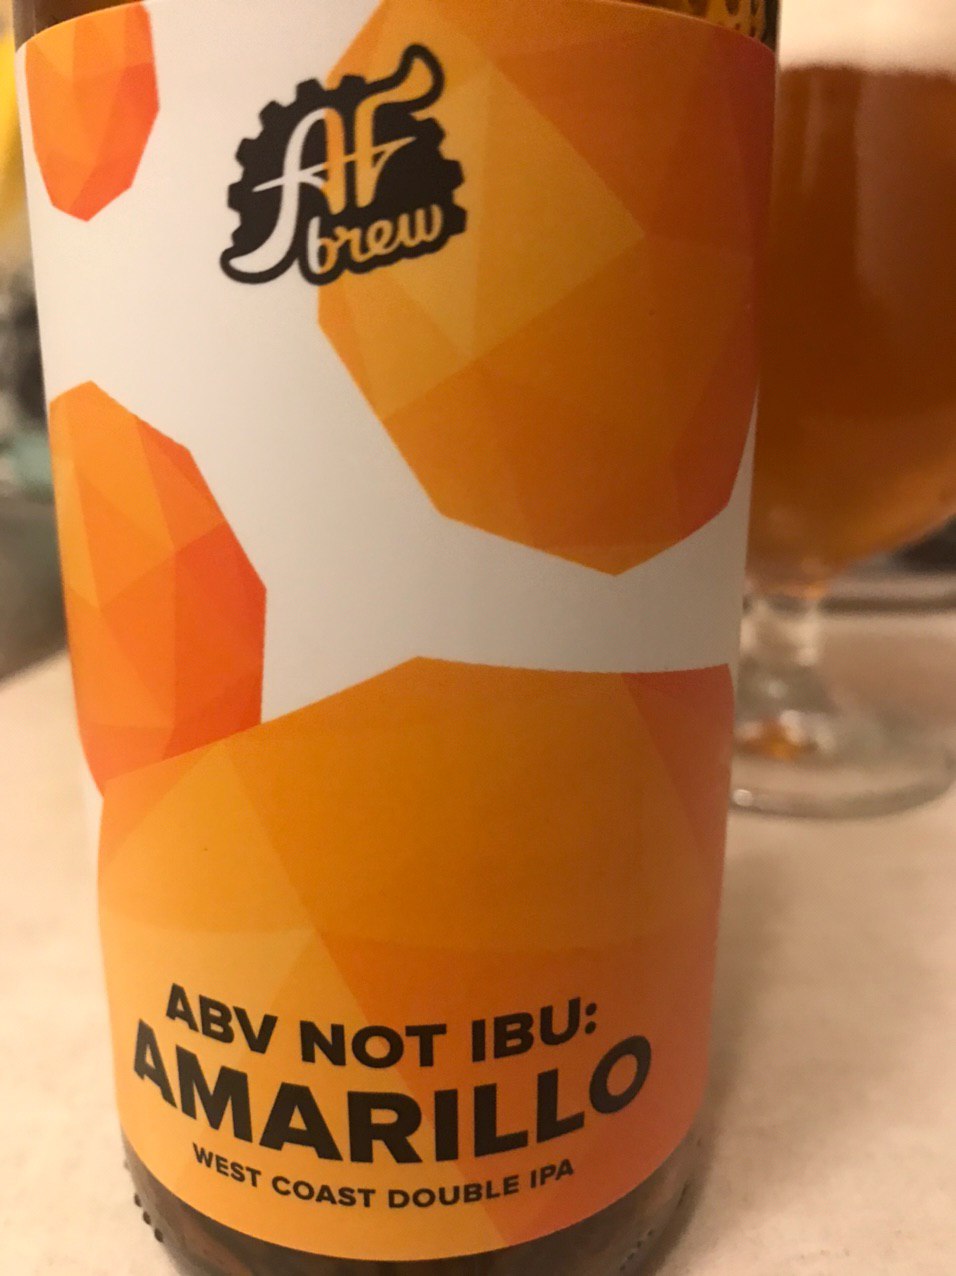 AF
brew
ABV NOT IBU:
AMARILLO
WEST COAST DOUBLE IPA